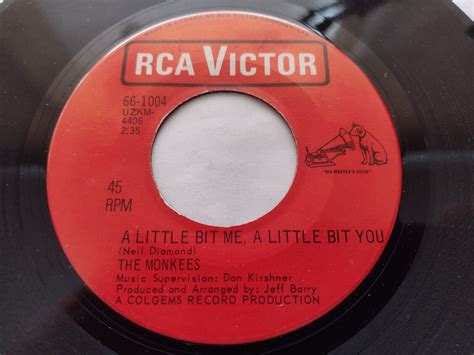 RCA VICTOR
66-1004
UZKM-
4406
2:35
"HIS MASTER'S VOICE"
45
RPM
A LITTLE BIT ME, A LITTLE BIT YOU
(Neil Diamond)
THE MONKEES
Music Supervision: Don Kirshner
Produced and Arranged by: Jeff Barry
A COLGEMS RECORD PRODUCTION